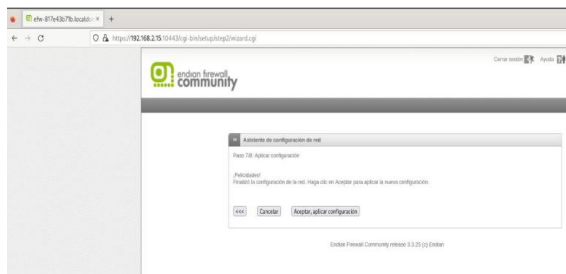 efw-817e43b71b.localdo
https://192.168.2.15:10443/cgi-bin/setup/step2/wizard.cgi
Cerrar sesión Ayuda
endian firewall
community
Asistente de configuración de red
Paso 7/8: Aplicar configuración
¡Felicidades!
Finalizó la configuración de la red. Haga clic en Aceptar para aplicar la nueva configuración.
<<< Cancelar Aceptar, aplicar configuración
Endian Firewall Community release 3.3.25 (c) Endian